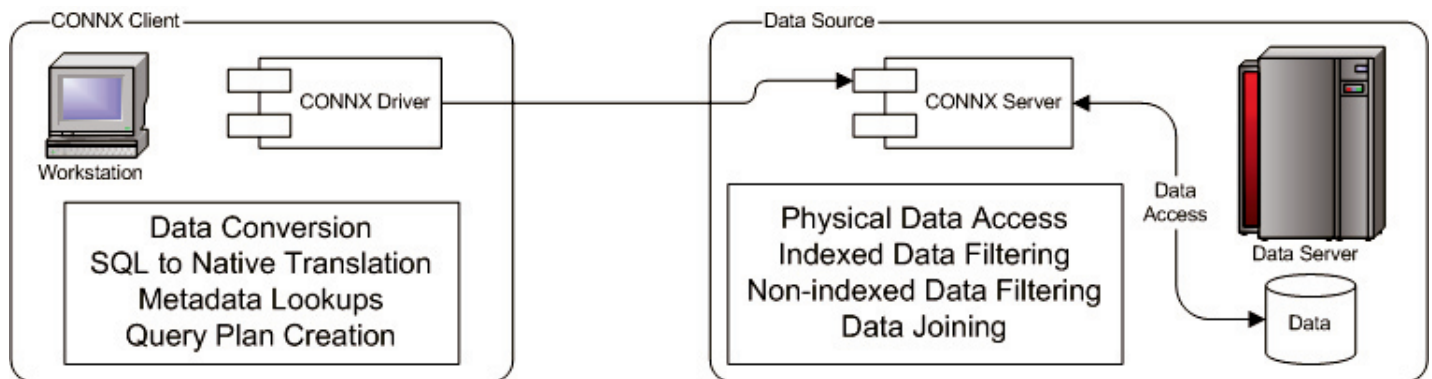 CONNX Client
CONNX Driver
Workstation
Data Conversion
SQL to Native Translation
Metadata Lookups
Query Plan Creation
Data Source
CONNX Server
Physical Data Access
Indexed Data Filtering
Non-indexed Data Filtering
Data Joining
Data
Access
Data Server
Data